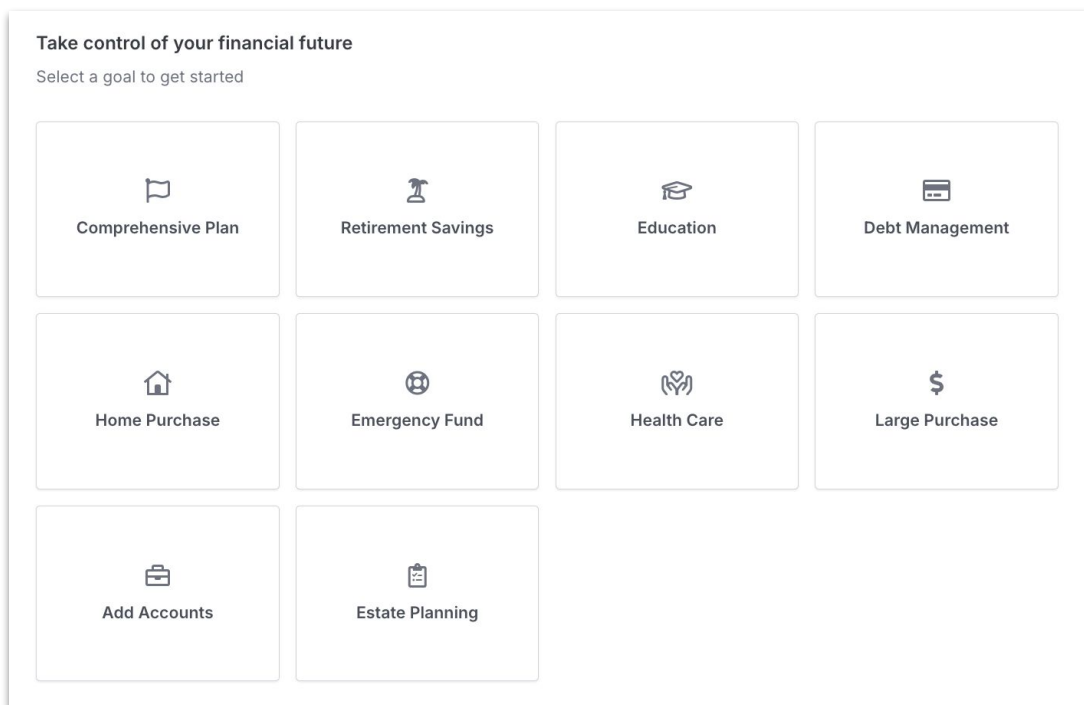 Take control of your financial future
Select a goal to get started
Comprehensive Plan
Retirement Savings
Education
Debt Management
Home Purchase
Emergency Fund
Health Care
Large Purchase
Add Accounts
Estate Planning